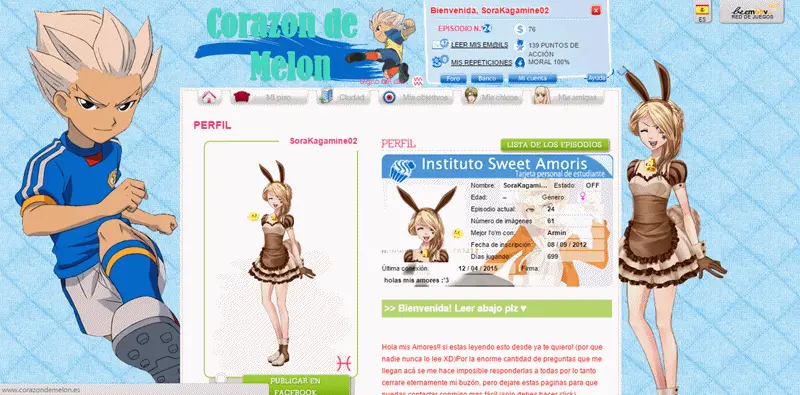 Corazon de
Melon
Bienvenida, SoraKagamine02
EPISODIO N.º 24
$ 76
LEER MIS EM@ILS
139 PUNTOS DE
ACCIÓN
MIS REPETICIONES
MORAL 100%
Foro
Banco
Mi cuenta
Ayuda
ES
beemoov
RED DE JUEGOS
Mi piso
Ciudad
Mis objetivos
Mis chicos
Mis amigas
PERFIL
SoraKagamine02
PERFIL
LISTA DE LOS EPISODIOS
Instituto Sweet Amoris
Tarjeta personal de estudiante
Nombre: SoraKagami... Estado: OFF
Edad: – Género:
Episodio actual: 24
Número de imágenes 61
Mejor l'o'm con: Armin
Fecha de inscripción: 08 / 09 / 2012
Días jugando: 699
Última conexión: 12 / 04 / 2015 Firma:
holas mis amores :'3
>> Bienvenida! Leer abajo plz ♥
Hola mis Amores!! si estas leyendo esto desde ya te quiero! (por que
nadie nunca lo lee XD)Por la enorme cantidad de preguntas que me
llegan acá se me hace imposible responderlas a todas por lo tanto
cerrare eternamente mi buzón, pero dejare estas paginas para que
puedas contactar conmigo mas fácil (solo debes hacer click)
PUBLICAR EN
FACEBOOK
www.corazondemelon.es